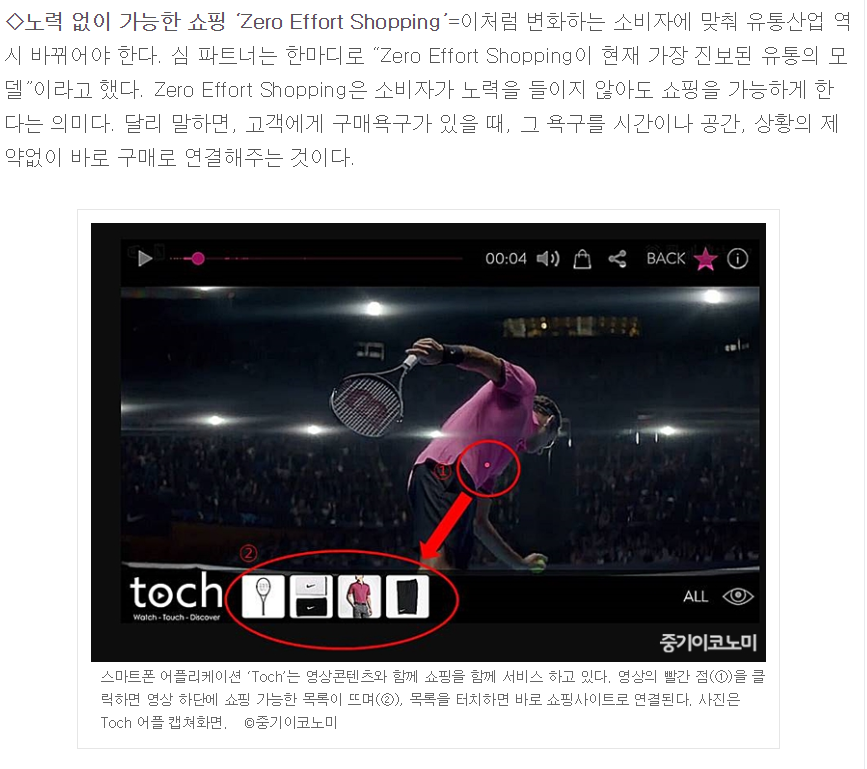 ◇노력 없이 가능한 쇼핑 ‘Zero Effort Shopping’=이처럼 변화하는 소비자에 맞춰 유통산업 역
시 바뀌어야 한다. 심 파트너는 한마디로 “Zero Effort Shopping이 현재 가장 진보된 유통의 모
델”이라고 했다. Zero Effort Shopping은 소비자가 노력을 들이지 않아도 쇼핑을 가능하게 한
다는 의미다. 달리 말하면, 고객에게 구매욕구가 있을 때, 그 욕구를 시간이나 공간, 상황의 제
약없이 바로 구매로 연결해주는 것이다.
00:04 BACK
①
②
toch
Watch - Touch - Discover
ALL
중기이코노미
스마트폰 어플리케이션 ‘Toch’는 영상콘텐츠와 함께 쇼핑을 함께 서비스 하고 있다. 영상의 빨간 점(①)을 클
릭하면 영상 하단에 쇼핑 가능한 목록이 뜨며(②), 목록을 터치하면 바로 쇼핑사이트로 연결된다. 사진은
Toch 어플 캡쳐화면. ©중기이코노미